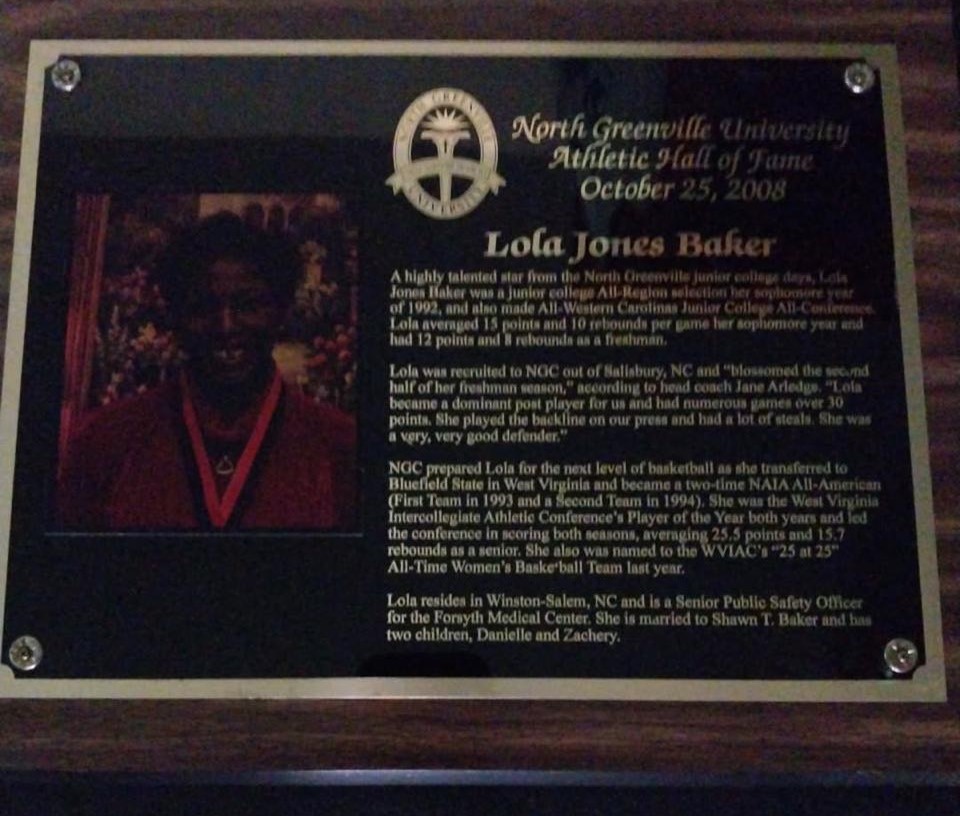 NORTH GREENVILLE
UNIVERSITY
North Greenville University
Athletic Hall of Fame
October 25, 2008
Lola Jones Baker
A highly talented star from the North Greenville junior college days, Lola
Jones Baker was a junior college All-Region selection her sophomore year
of 1992, and also made All-Western Carolinas Junior College All-Conference.
Lola averaged 15 points and 10 rebounds per game her sophomore year and
had 12 points and 8 rebounds as a freshman.
Lola was recruited to NGC out of Salisbury, NC and "blossomed the second
half of her freshman season," according to head coach Jane Arledge. "Lola
became a dominant post player for us and had numerous games over 30
points. She played the backline on our press and had a lot of steals. She was
a very, very good defender."
NGC prepared Lola for the next level of basketball as she transferred to
Bluefield State in West Virginia and became a two-time NAIA All-American
(First Team in 1993 and a Second Team in 1994). She was the West Virginia
Intercollegiate Athletic Conference's Player of the Year both years and led
the conference in scoring both seasons, averaging 25.5 points and 15.7
rebounds as a senior. She also was named to the WVIAC's "25 at 25"
All-Time Women's Basketball Team last year.
Lola resides in Winston-Salem, NC and is a Senior Public Safety Officer
for the Forsyth Medical Center. She is married to Shawn T. Baker and has
two children, Danielle and Zachery.